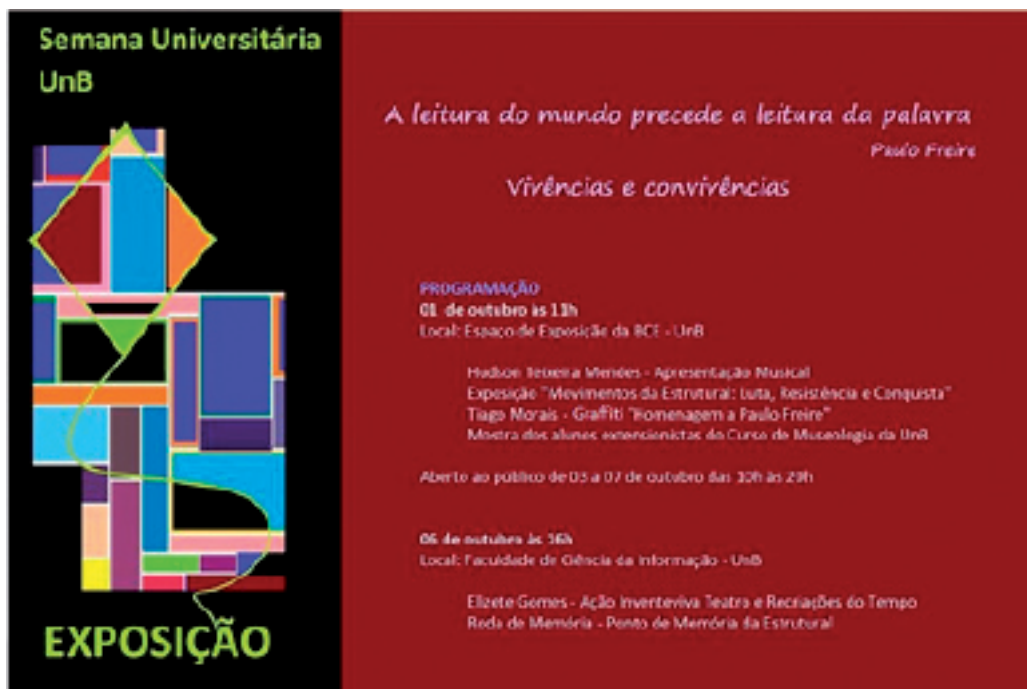 Semana Universitária
UnB
A leitura do mundo precede a leitura da palavra
Paulo Freire
Vivências e convivências
PROGRAMAÇÃO
01 de outubro às 11h
Local: Espaço de Exposição da BCE - UnB
Hudson Teixeira Mendes - Apresentação Musical
Exposição "Movimentos da Estrutural: Luta, Resistência e Conquista"
Tiago Morais - Graffiti "Homenagem a Paulo Freire"
Mostra dos alunos extensionistas do Curso de Museologia da UnB
Aberto ao público de 03 a 07 de outubro das 10h às
06 de outubro às 16h
Local: Faculdade de Ciência da Informação - UnB
Elizete Gomes - Ação Inventeviva Teatro e Recriações do Tempo
Roda de Memória - Ponto de Memória da Estrutural
EXPOSIÇÃO